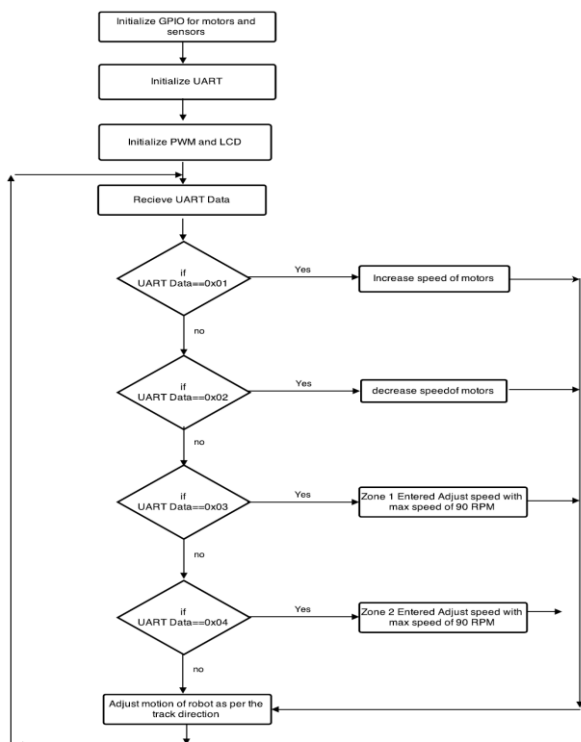 Initialize GPIO for motors and
sensors
Initialize UART
Initialize PWM and LCD
Recieve UART Data
if
UART Data==0x01
Yes
Increase speed of motors
no
if
UART Data==0x02
Yes
decrease speedof motors
no
if
UART Data==0x03
Yes
Zone 1 Entered Adjust speed with
max speed of 90 RPM
no
if
UART Data==0x04
Yes
Zone 2 Entered Adjust speed with
max speed of 90 RPM
no
Adjust motion of robot as per the
track direction